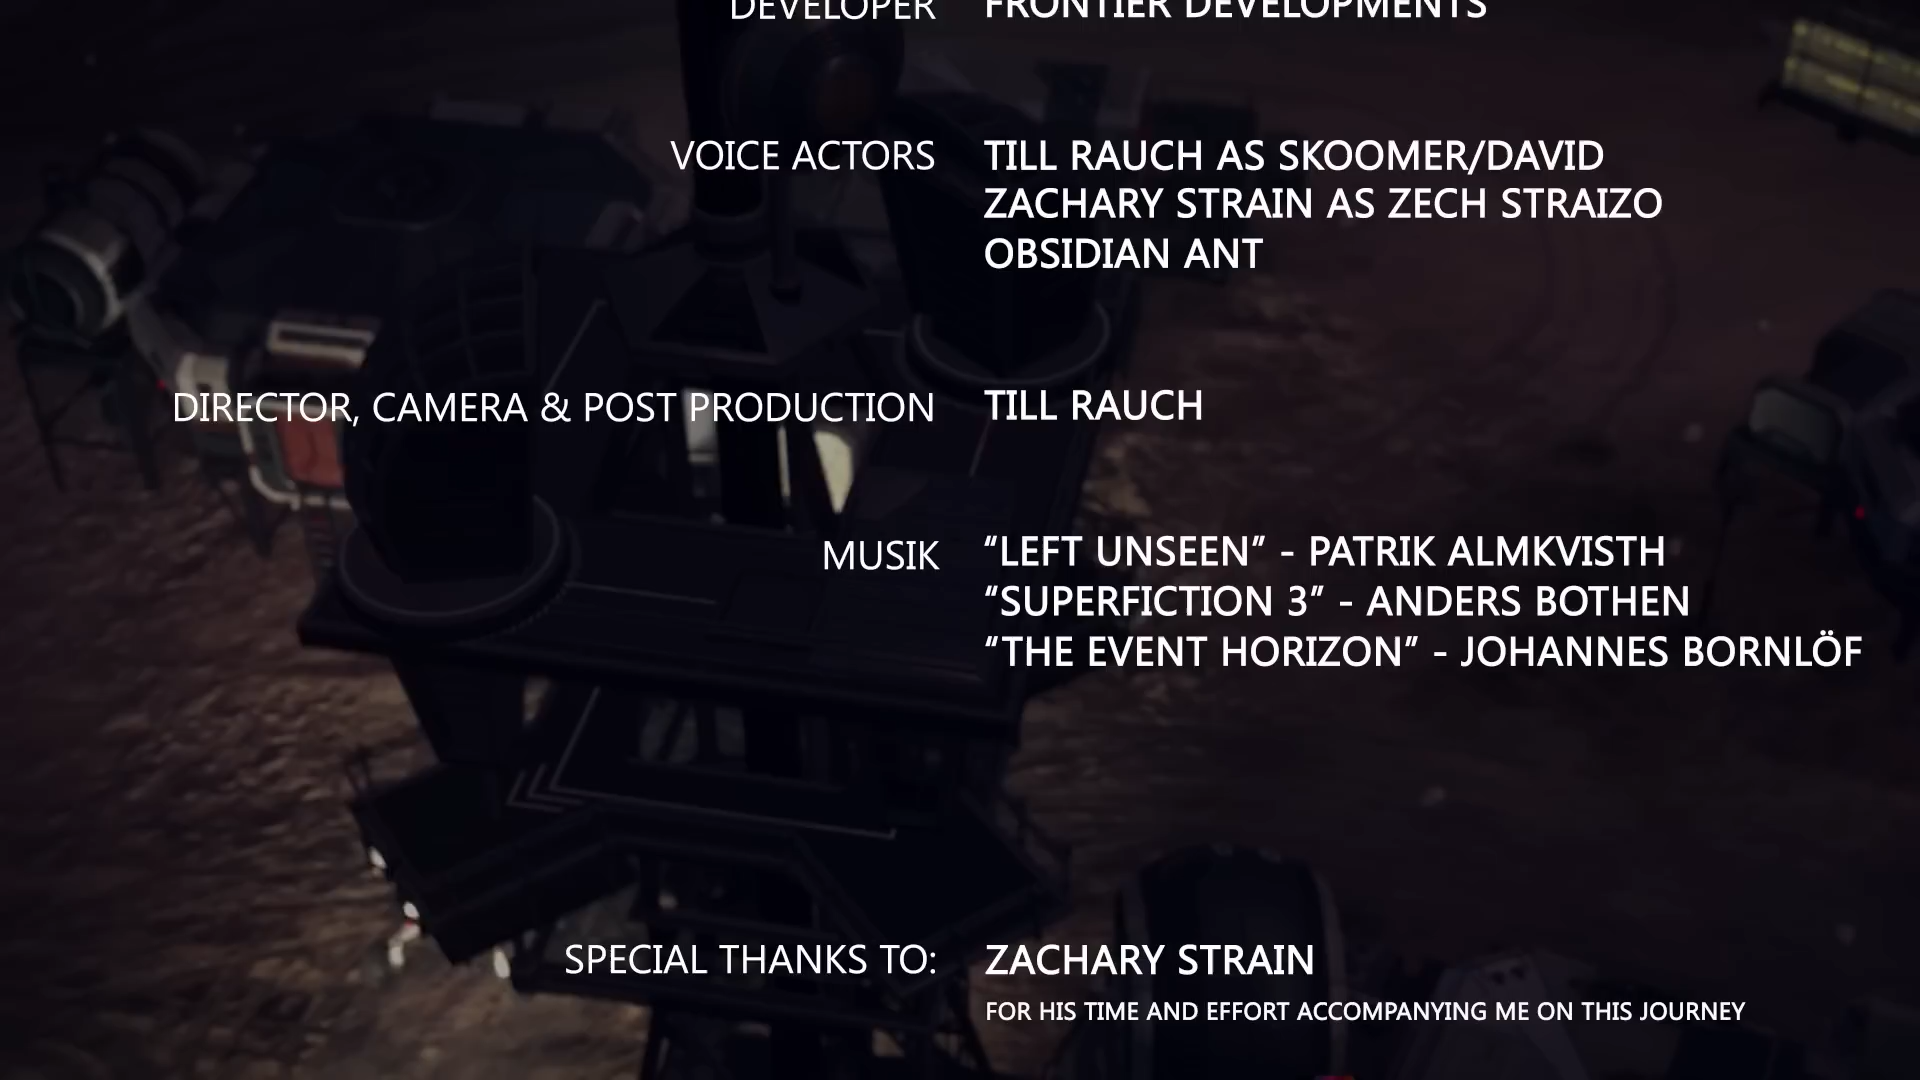 DEVELOPER FRONTIER DEVELOPMENTS
VOICE ACTORS TILL RAUCH AS SKOOMER/DAVID
ZACHARY STRAIN AS ZECH STRAIZO
OBSIDIAN ANT
DIRECTOR, CAMERA & POST PRODUCTION TILL RAUCH
MUSIK “LEFT UNSEEN” - PATRIK ALMKVISTH
“SUPERFICTION 3” - ANDERS BOTHEN
“THE EVENT HORIZON” - JOHANNES BORNLÖF
SPECIAL THANKS TO: ZACHARY STRAIN
FOR HIS TIME AND EFFORT ACCOMPANYING ME ON THIS JOURNEY